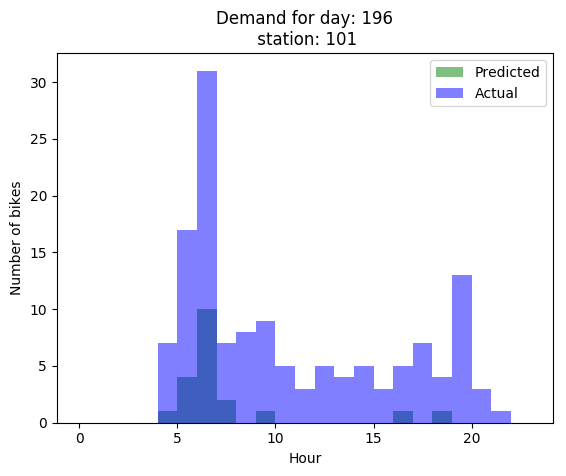 Demand for day: 196
station: 101
Predicted
Actual
Number of bikes
30
25
20
15
10
5
0
0
5
10
15
20
Hour